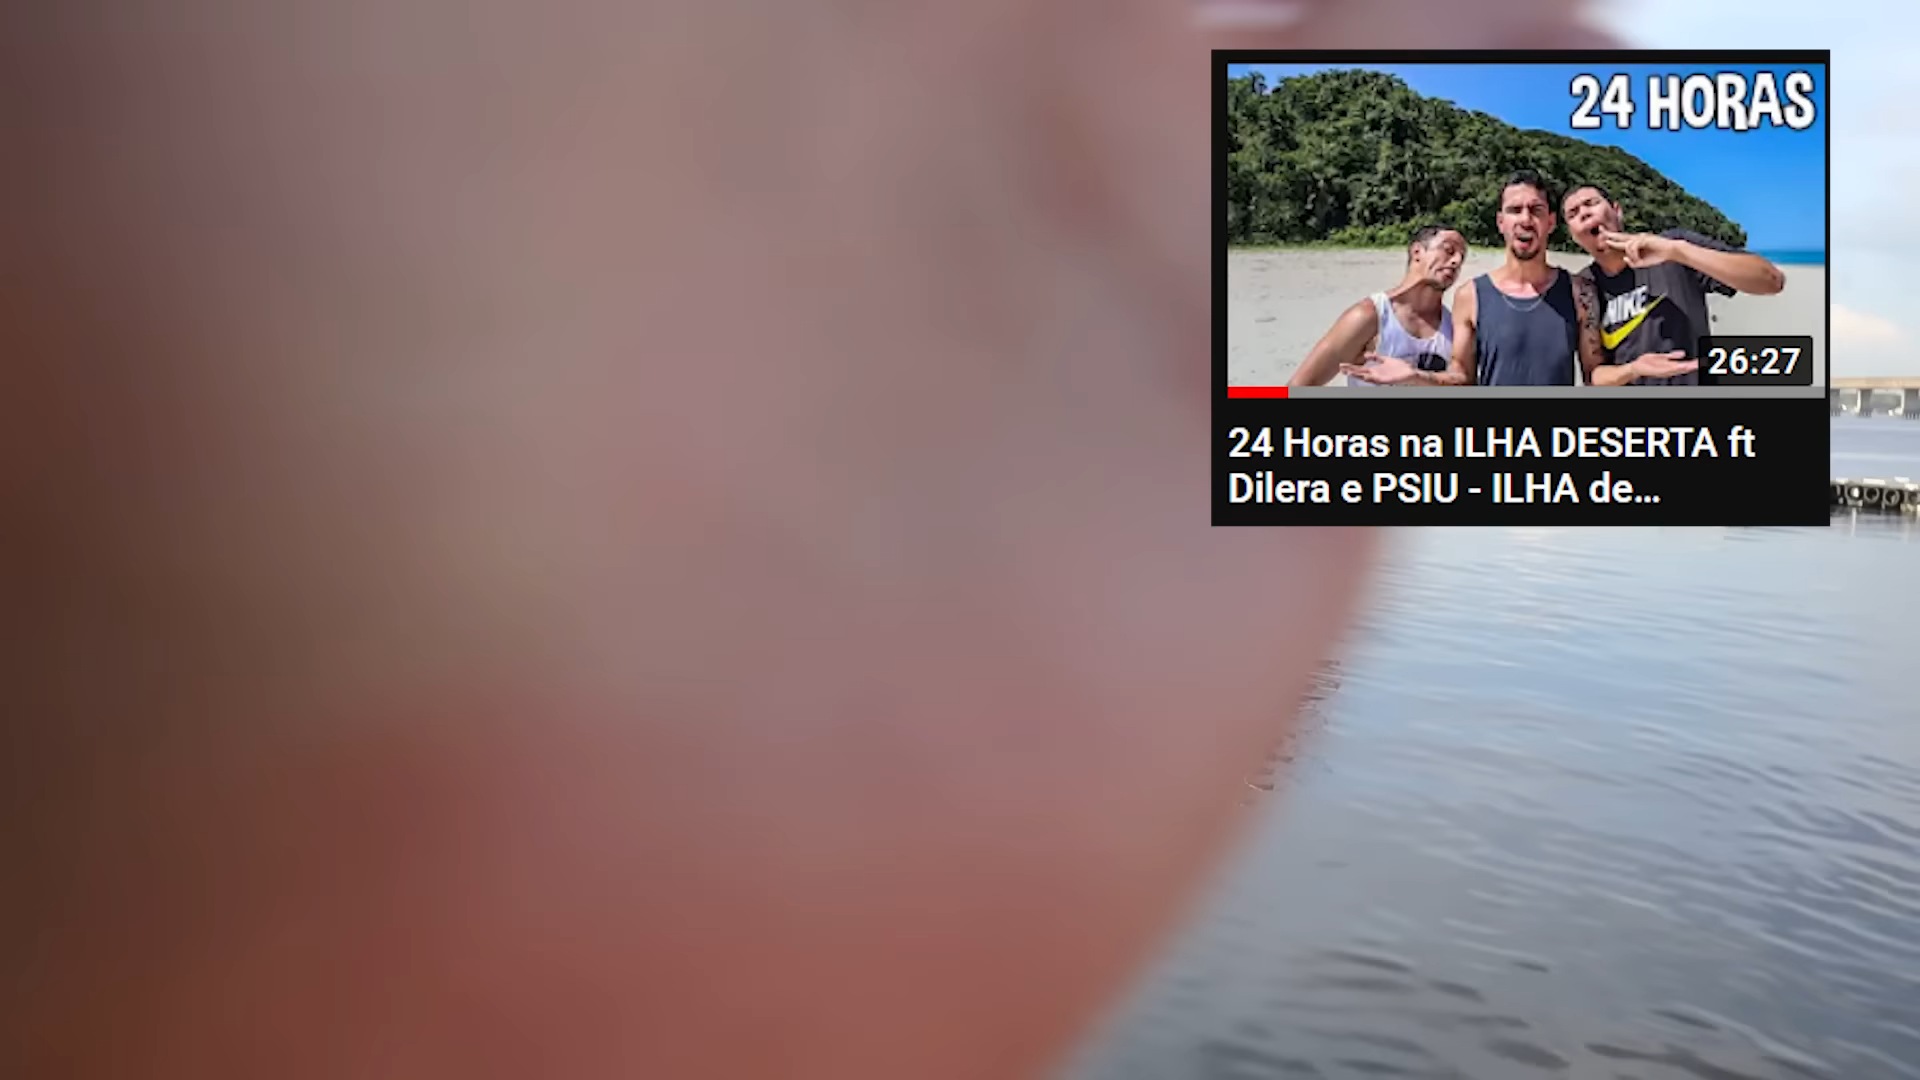 24 HORAS
NIKE
26:27
24 Horas na ILHA DESERTA ft
Dilera e PSIU - ILHA de...